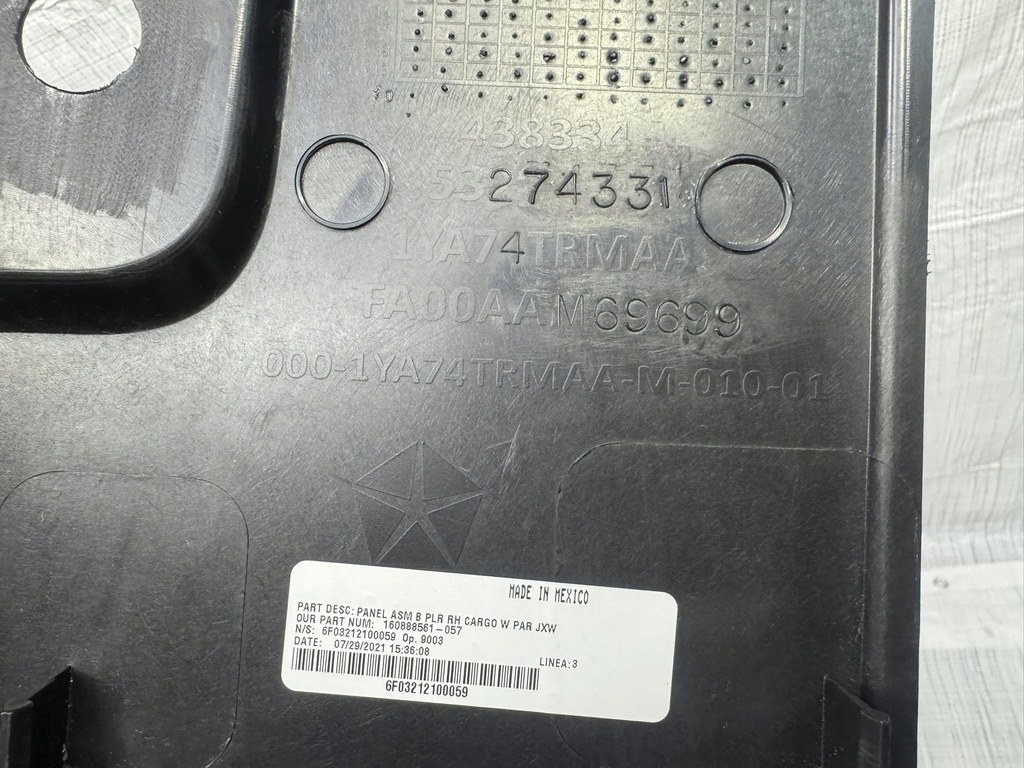 438334
53274331
1YA74TRMAA
FA00AAM69699
000-1YA74TRMAA-M-010-01
MADE IN MEXICO
PART DESC: PANEL ASM B PLR RH CARGO W PAR JXW
OUR PART NUM: 160888561-057
N/S: 6F03212100059 Op. 9003
DATE: 07/29/2021 15:36:08
LINEA: 3
6F03212100059